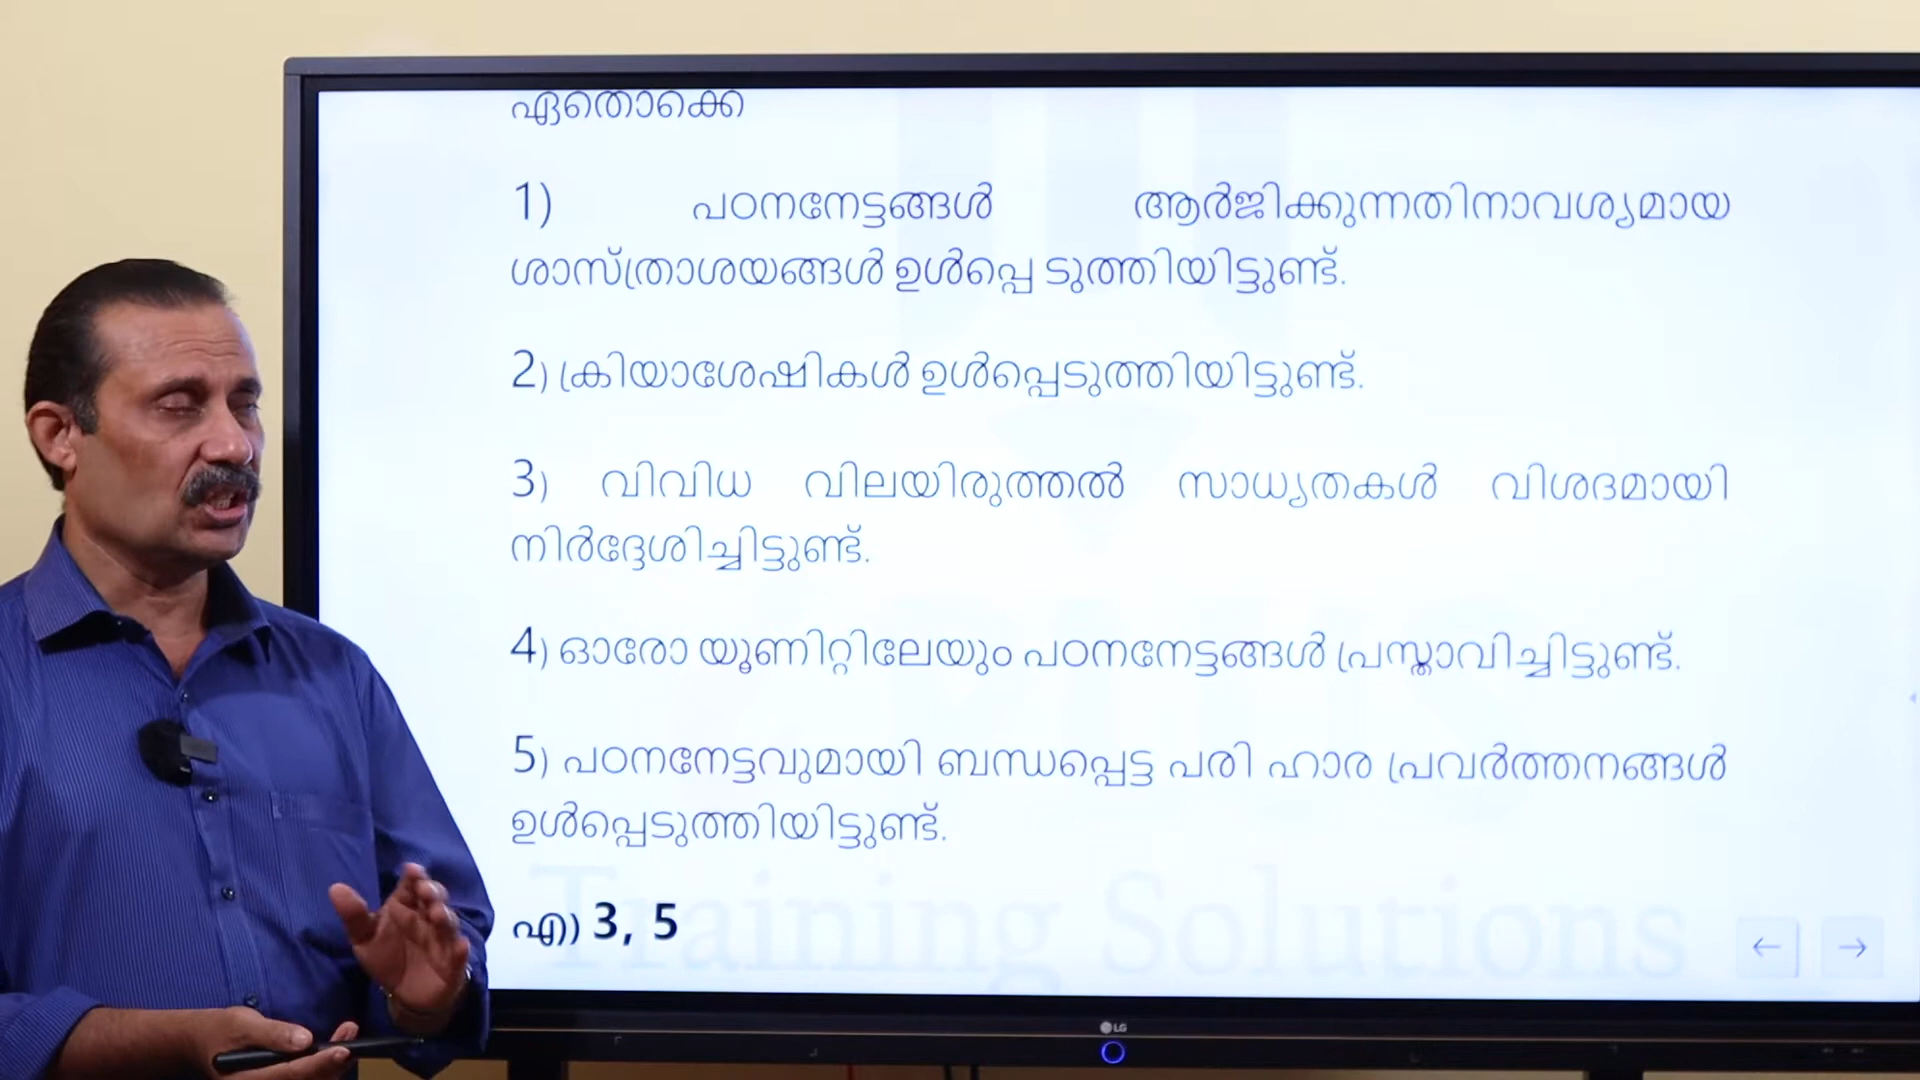 ഏതൊക്കെ
1) പഠനനേട്ടങ്ങൾ ആർജിക്കുന്നതിനാവശ്യമായ
ശാസ്ത്രാശയങ്ങൾ ഉൾപ്പെ ടുത്തിയിട്ടുണ്ട്.
2) ക്രിയാശേഷികൾ ഉൾപ്പെടുത്തിയിട്ടുണ്ട്.
3) വിവിധ വിലയിരുത്തൽ സാധ്യതകൾ വിശദമായി
നിർദ്ദേശിച്ചിട്ടുണ്ട്.
4) ഓരോ യൂണിറ്റിലേയും പഠനനേട്ടങ്ങൾ പ്രസ്താവിച്ചിട്ടുണ്ട്.
5) പഠനനേട്ടവുമായി ബന്ധപ്പെട്ട പരി ഹാര പ്രവർത്തനങ്ങൾ
ഉൾപ്പെടുത്തിയിട്ടുണ്ട്.
എ) 3, 5
Training Solutions
LG